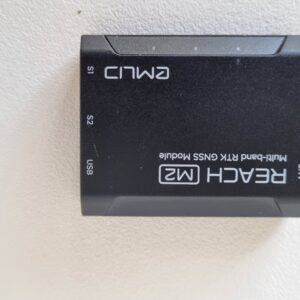 EMLID
REACH M2
Multi-band RTK GNSS Module
S1
S2
USB